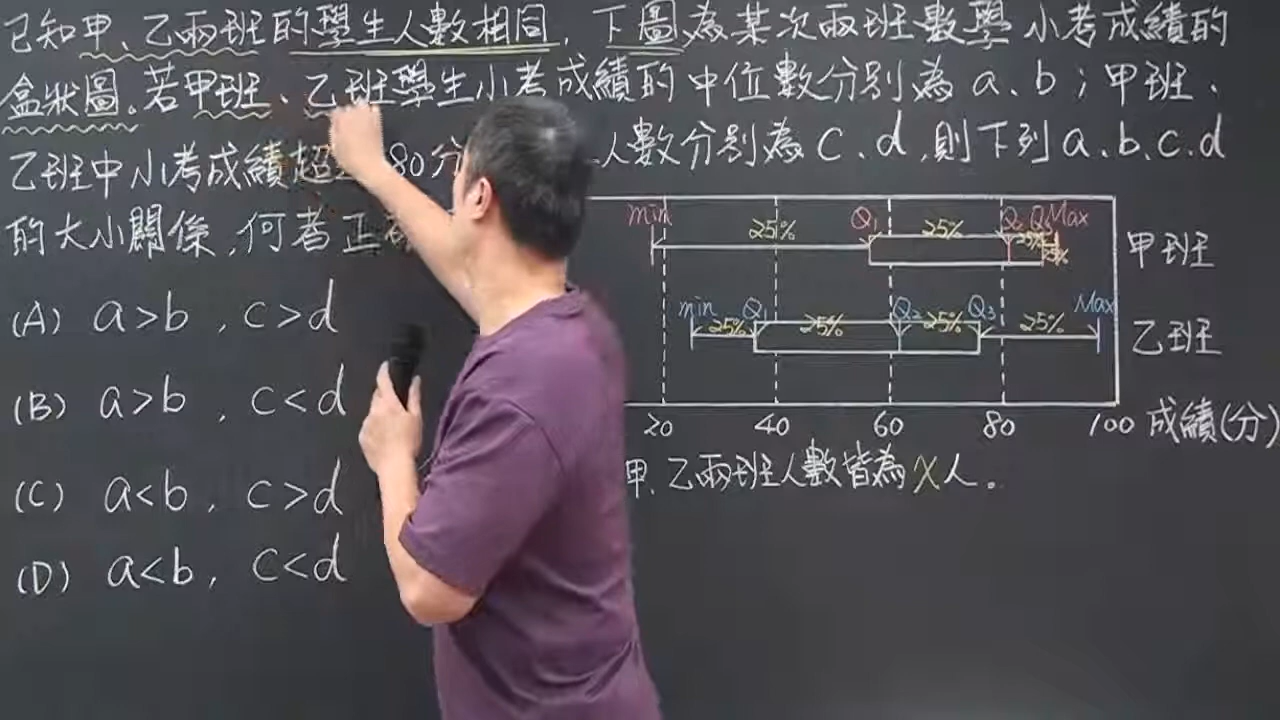 已知甲、乙兩班的學生人數相同，下圖為某次兩班數學小考成績的
盒狀圖。若甲班、乙班學生小考成績的中位數分別為 a、b；甲班、
乙班中小考成績超 80分 人數分別為 c、d，則下列 a、b、c、d
的大小關係，何者正
(A) a>b , c>d
(B) a>b , c<d
(C) a<b , c>d
(D) a<b , c<d
min Q₁ Q₂ Q₃ Max
25% 25% 25% 25%
甲班
min Q₁ Q₂ Q₃ Max
25% 25% 25% 25%
乙班
20 40 60 80 100 成績(分)
甲、乙兩班人數皆為 x 人。